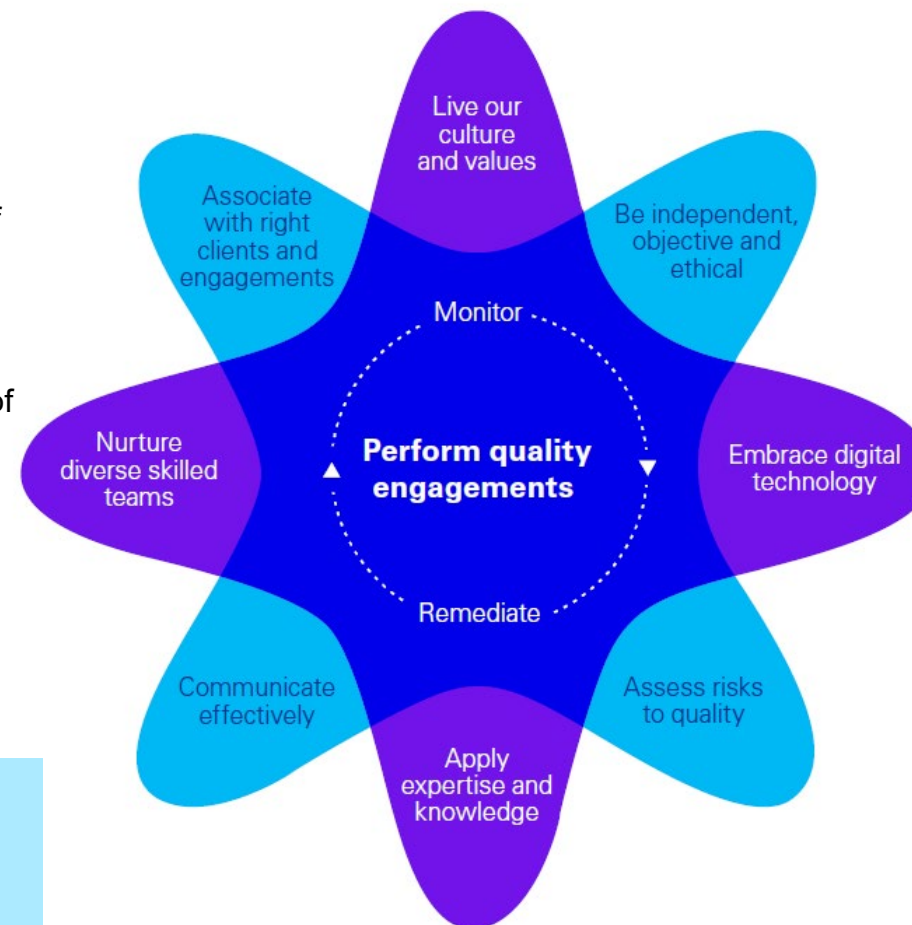 Live our
culture
and values
Associate
with right
clients and
engagements
Be independent,
objective and
ethical
Monitor
of
Nurture
diverse skilled
teams
Perform quality
engagements
Embrace digital
technology
Remediate
Communicate
effectively
Assess risks
to quality
Apply
expertise and
knowledge